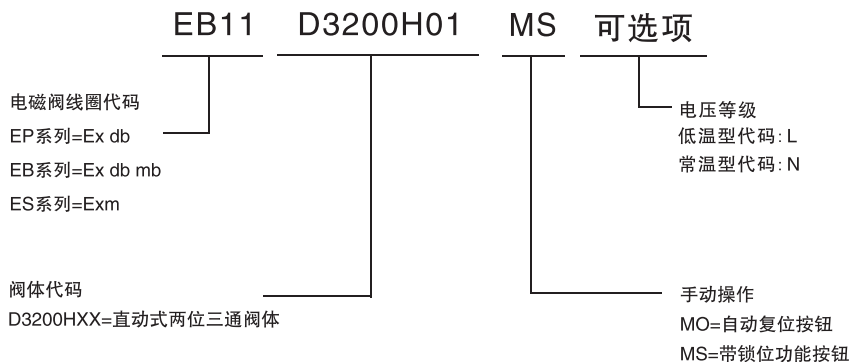 EB11 D3200H01 MS 可选项
电磁阀线圈代码
EP系列=Ex db
EB系列=Ex db mb
ES系列=Exm
电压等级
低温型代码: L
常温型代码: N
阀体代码
D3200HXX=直动式两位三通阀体
手动操作
MO=自动复位按钮
MS=带锁位功能按钮